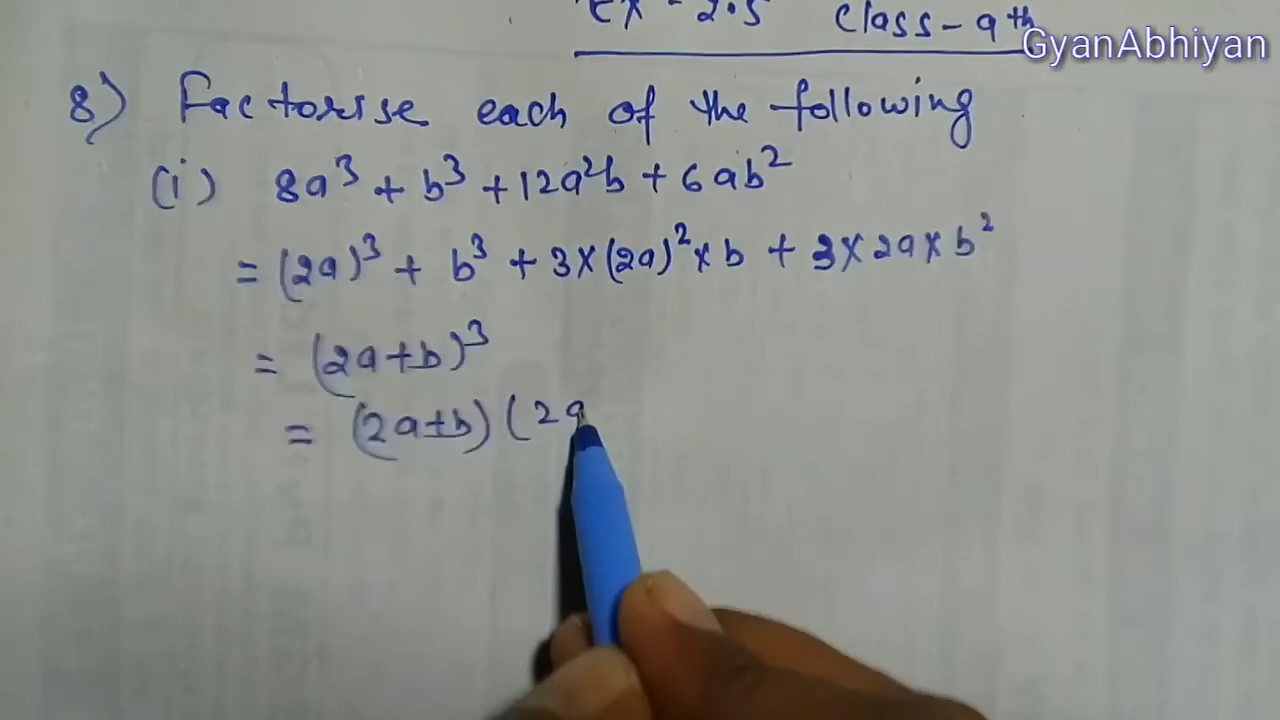 Ex - 2.5 Class - 9th
GyanAbhiyan
8) Factorise each of the following
(i) 8a³ + b³ + 12a²b + 6ab²
= (2a)³ + b³ + 3×(2a)²×b + 3×2a×b²
= (2a+b)³
= (2a+b) (2a